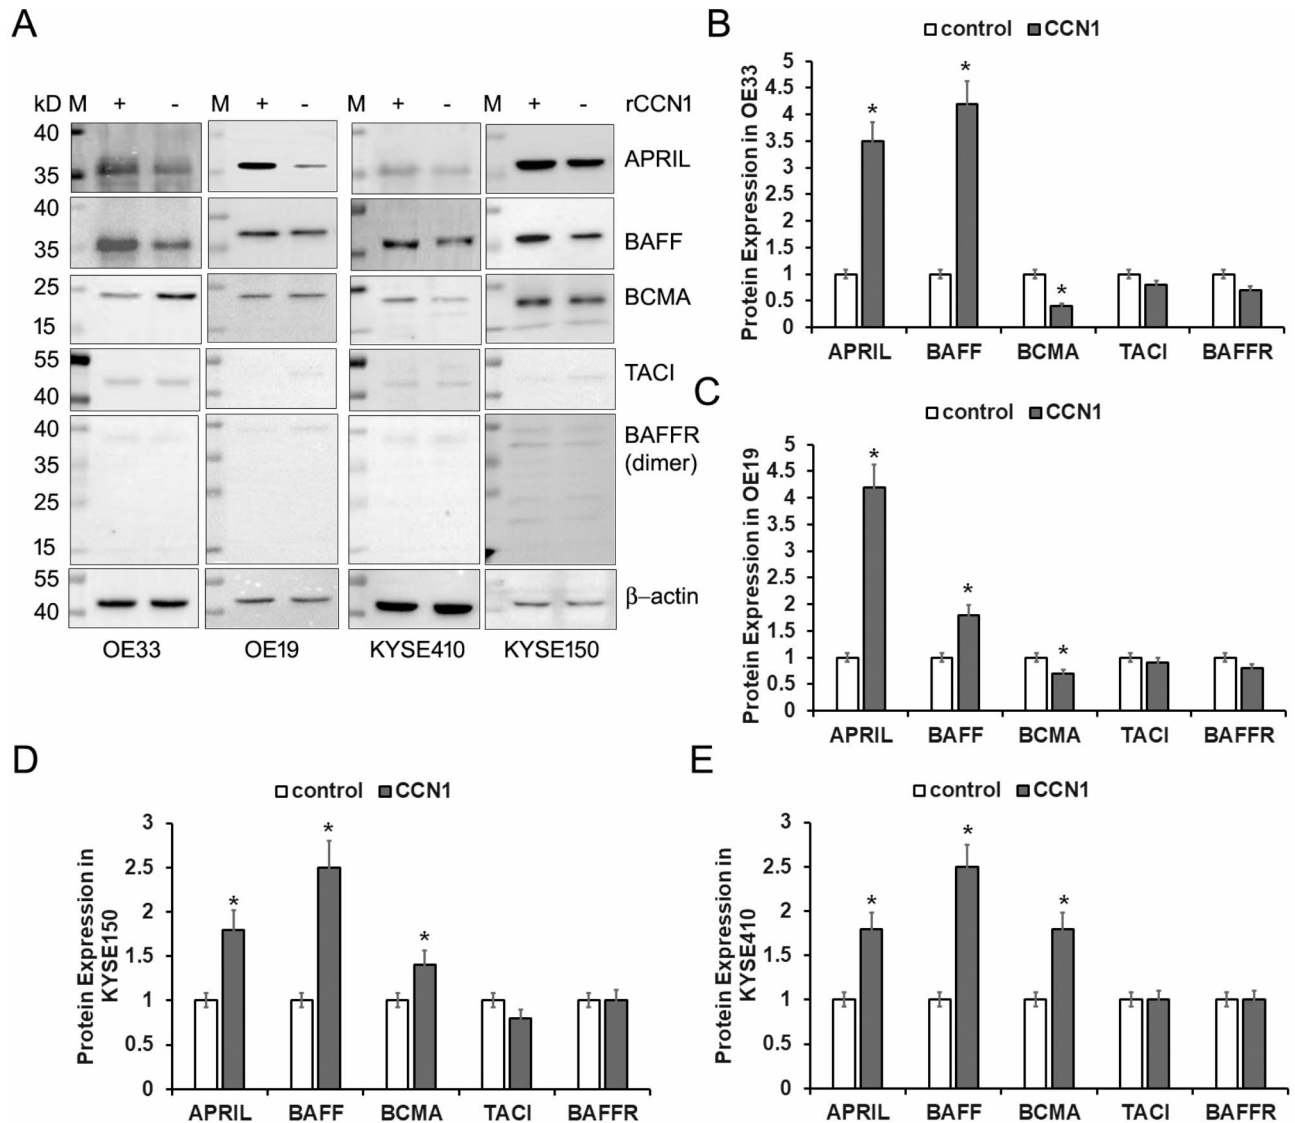 A
kD M + - M + - M + - M + - rCCN1
40
35
APRIL
40
35
BAFF
25
15
BCMA
55
40
TACI
40
35
25
15
BAFFR
(dimer)
55
40
β–actin
OE33 OE19 KYSE410 KYSE150
B
control CCN1
Protein Expression in OE33
5
4.5
4
3.5
3
2.5
2
1.5
1
0.5
0
* * *
APRIL BAFF BCMA TACI BAFFR
C
control CCN1
Protein Expression in OE19
5
4.5
4
3.5
3
2.5
2
1.5
1
0.5
0
* * *
APRIL BAFF BCMA TACI BAFFR
D
control CCN1
Protein Expression in
KYSE150
3
2.5
2
1.5
1
0.5
0
* * *
APRIL BAFF BCMA TACI BAFFR
E
control CCN1
Protein Expression in
KYSE410
3
2.5
2
1.5
1
0.5
0
* * *
APRIL BAFF BCMA TACI BAFFR